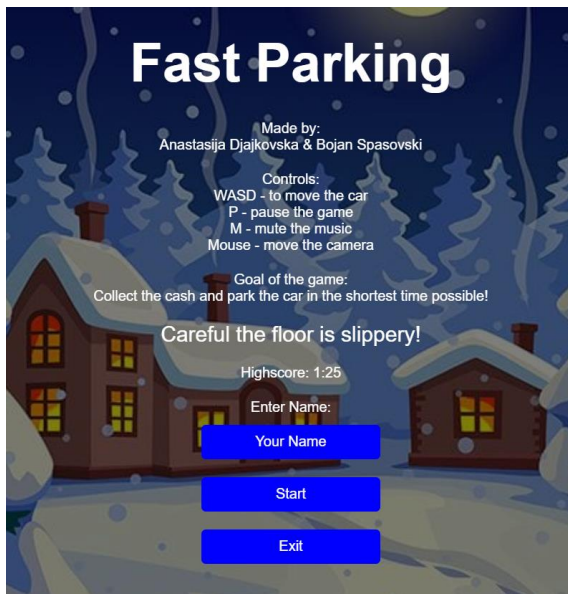 Fast Parking
Made by:
Anastasija Djajkovska & Bojan Spasovski
Controls:
WASD - to move the car
P - pause the game
M - mute the music
Mouse - move the camera
Goal of the game:
Collect the cash and park the car in the shortest time possible!
Careful the floor is slippery!
Highscore: 1:25
Enter Name:
Your Name
Start
Exit